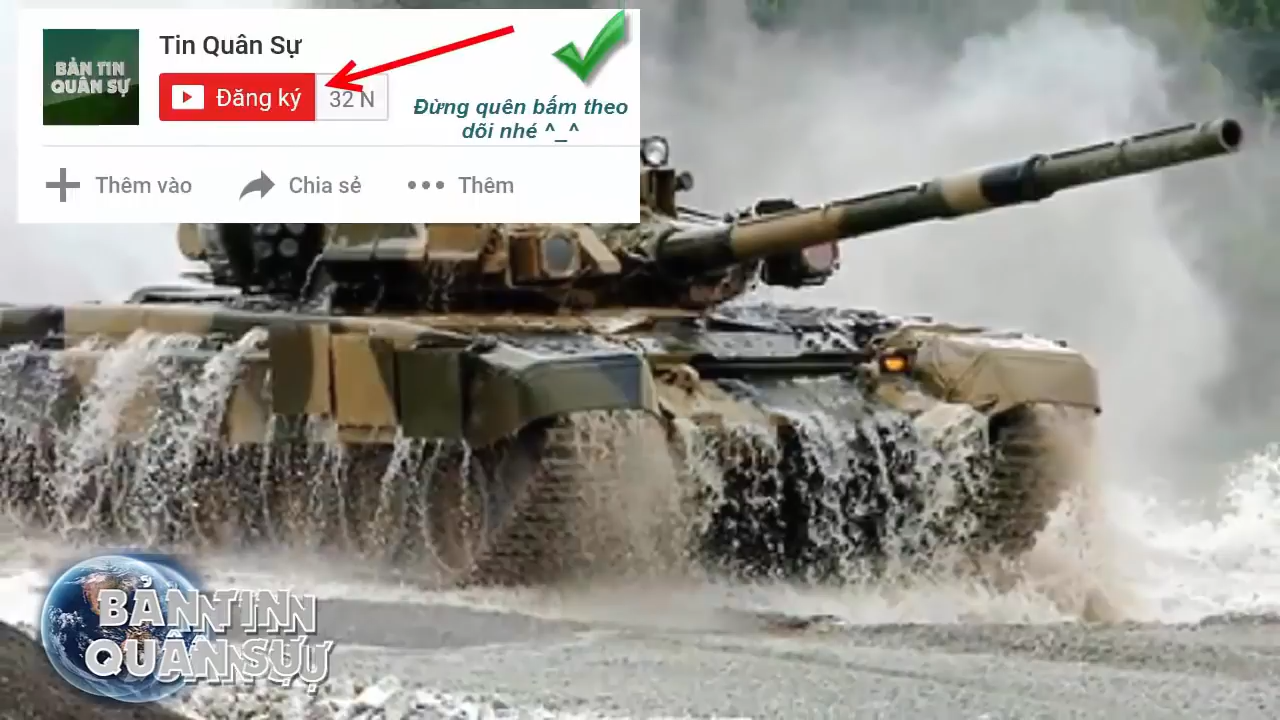 Tin Quân Sự
BẢN TIN
QUÂN SỰ
Đăng ký
32 N
Đừng quên bấm theo
dõi nhé ^_^
Thêm vào
Chia sẻ
Thêm
BẢN TIN
QUÂN SỰ